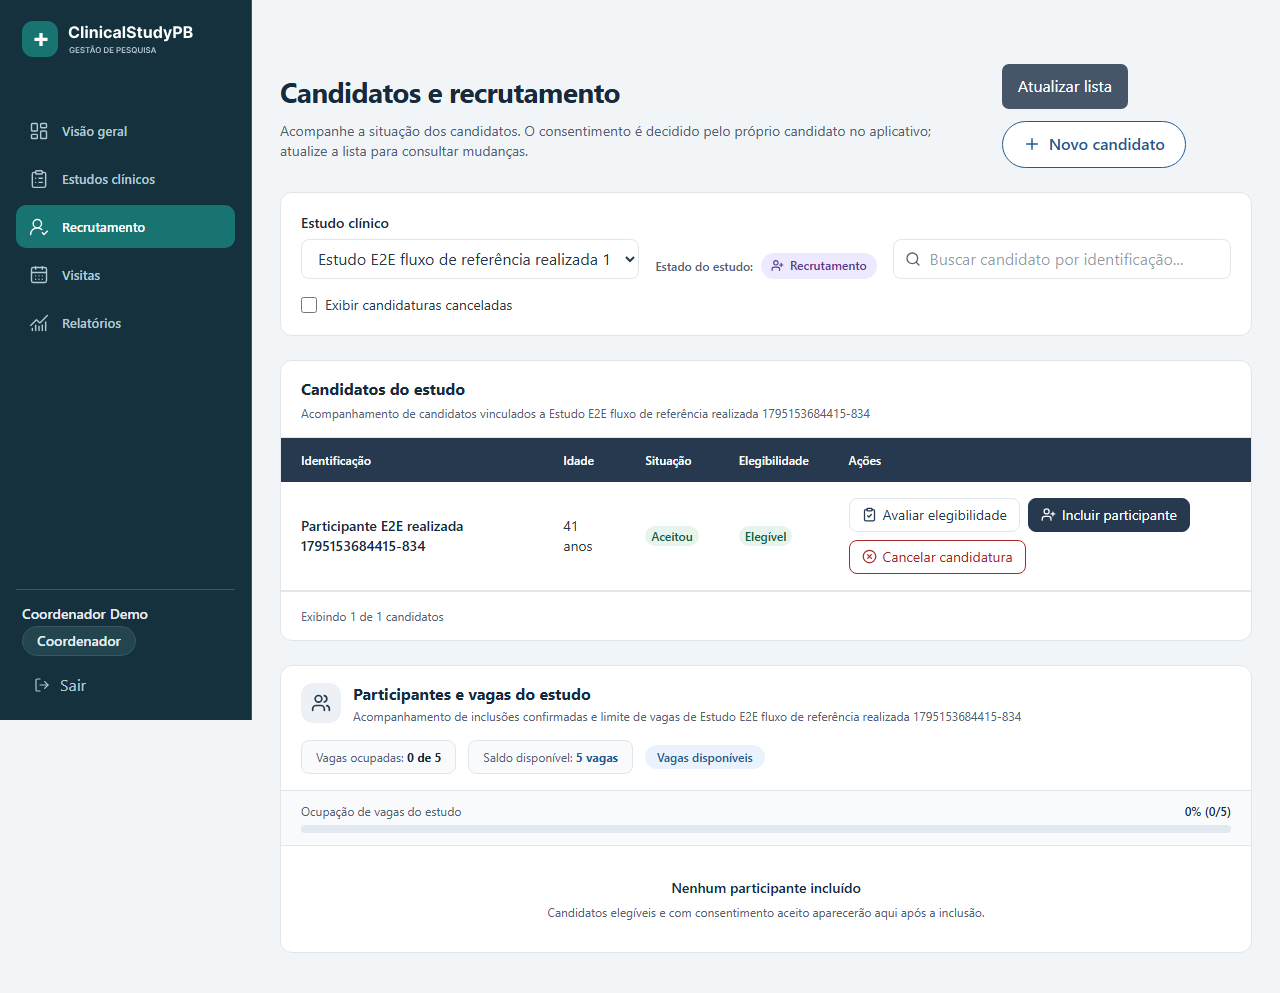 ClinicalStudyPB
GESTÃO DE PESQUISA
Visão geral
Estudos clínicos
Recrutamento
Visitas
Relatórios
Coordenador Demo
Coordenador
Sair
Candidatos e recrutamento
Acompanhe a situação dos candidatos. O consentimento é decidido pelo próprio candidato no aplicativo;
atualize a lista para consultar mudanças.
Atualizar lista
Novo candidato
Estudo clínico
Estudo E2E fluxo de referência realizada 1
Estado do estudo:
Recrutamento
Buscar candidato por identificação...
Exibir candidaturas canceladas
Candidatos do estudo
Acompanhamento de candidatos vinculados a Estudo E2E fluxo de referência realizada 1795153684415-834
Identificação Idade Situação Elegibilidade Ações
Participante E2E realizada
1795153684415-834
41
anos
Aceitou
Elegível
Avaliar elegibilidade
Incluir participante
Cancelar candidatura
Exibindo 1 de 1 candidatos
Participantes e vagas do estudo
Acompanhamento de inclusões confirmadas e limite de vagas de Estudo E2E fluxo de referência realizada 1795153684415-834
Vagas ocupadas: 0 de 5
Saldo disponível: 5 vagas
Vagas disponíveis
Ocupação de vagas do estudo
0% (0/5)
Nenhum participante incluído
Candidatos elegíveis e com consentimento aceito aparecerão aqui após a inclusão.